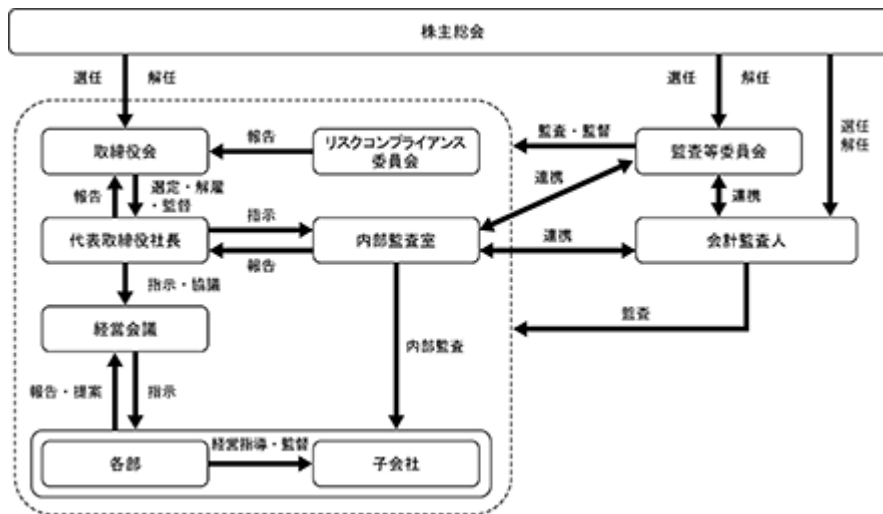 株主総会
選任
解任
選任
解任
選任
解任
取締役会
報告
リスクコンプライアンス
委員会
監査・監督
監査等委員会
報告
選定・解雇
・監督
連携
連携
代表取締役社長
指示
報告
内部監査室
連携
会計監査人
指示・協議
監査
経営会議
内部監査
報告・提案
指示
各部
経営指導・監督
子会社